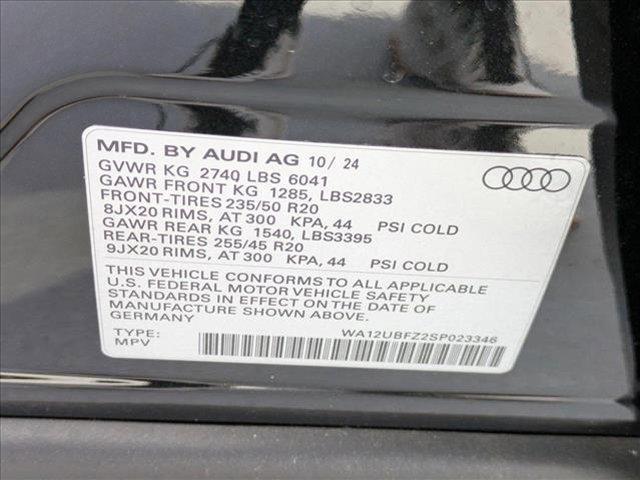 MFD. BY AUDI AG 10/ 24
GVWR KG 2740 LBS 6041
GAWR FRONT KG 1285, LBS2833
FRONT-TIRES 235/50 R20
8JX20 RIMS, AT 300 KPA, 44 PSI COLD
GAWR REAR KG 1540, LBS3395
REAR-TIRES 255/45 R20
9JX20 RIMS, AT 300 KPA, 44 PSI COLD
THIS VEHICLE CONFORMS TO ALL APPLICABLE
U.S. FEDERAL MOTOR VEHICLE SAFETY
STANDARDS IN EFFECT ON THE DATE OF
MANUFACTURE SHOWN ABOVE.
GERMANY
TYPE: WA12UBFZ2SP023346
MPV